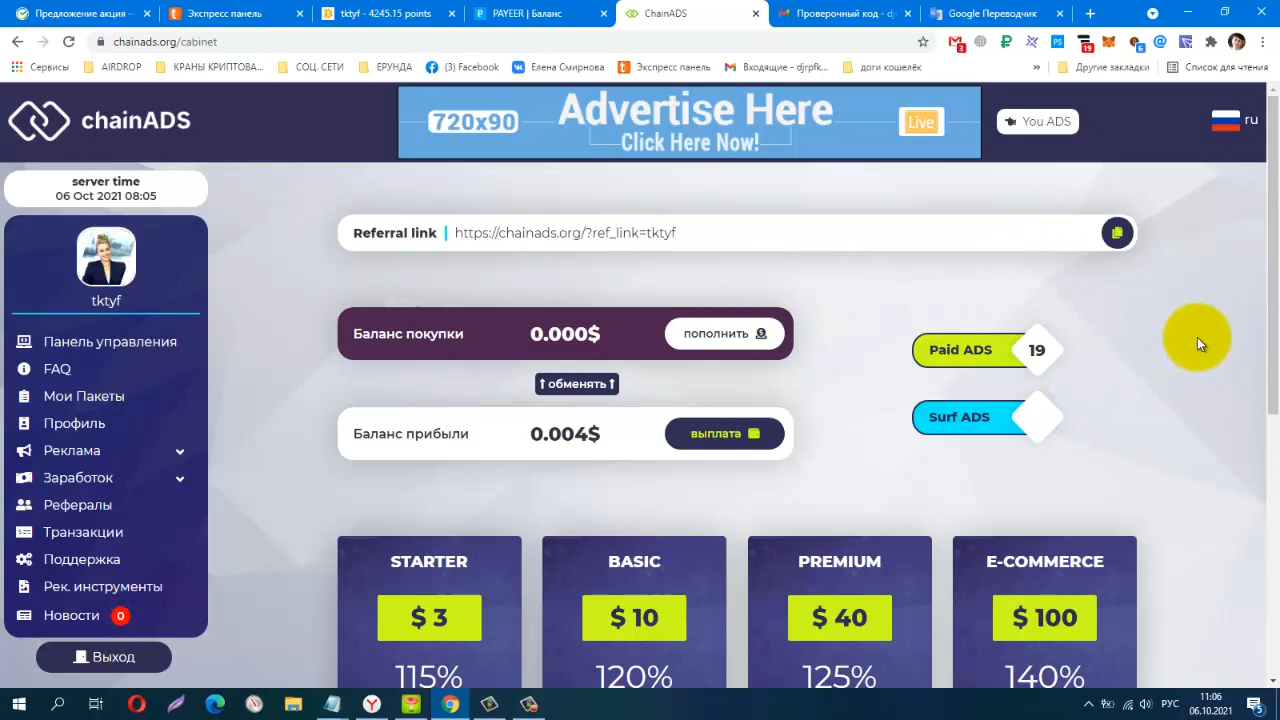 Предложение акция
Экспресс панель
tktyf - 4245.15 points
PAYEER | Баланс
ChainADS
Проверочный код - dj
Google Переводчик
chainads.org/cabinet
3
19
6
Сервисы
AIRDROP
КРАНЫ КРИПТОВА...
СОЦ. СЕТИ
ЕРУНДА
(3) Facebook
Елена Смирнова
Экспресс панель
Входящие - djrpfk...
доги кошелёк
»
Другие закладки
Список для чтения
chainADS
720x90
Advertise Here
Click Here Now!
Live
You ADS
ru
server time
06 Oct 2021 08:05
tktyf
Панель управления
FAQ
Мои Пакеты
Профиль
Реклама
Заработок
Рефералы
Транзакции
Поддержка
Рек. инструменты
Новости 0
Выход
Referral link
https://chainads.org/?ref_link=tktyf
Баланс покупки
0.000$
пополнить
обменять
Баланс прибыли
0.004$
выплата
Paid ADS
19
Surf ADS
STARTER
$ 3
115%
BASIC
$ 10
120%
PREMIUM
$ 40
125%
E-COMMERCE
$ 100
140%
РУС
11:06
06.10.2021
5